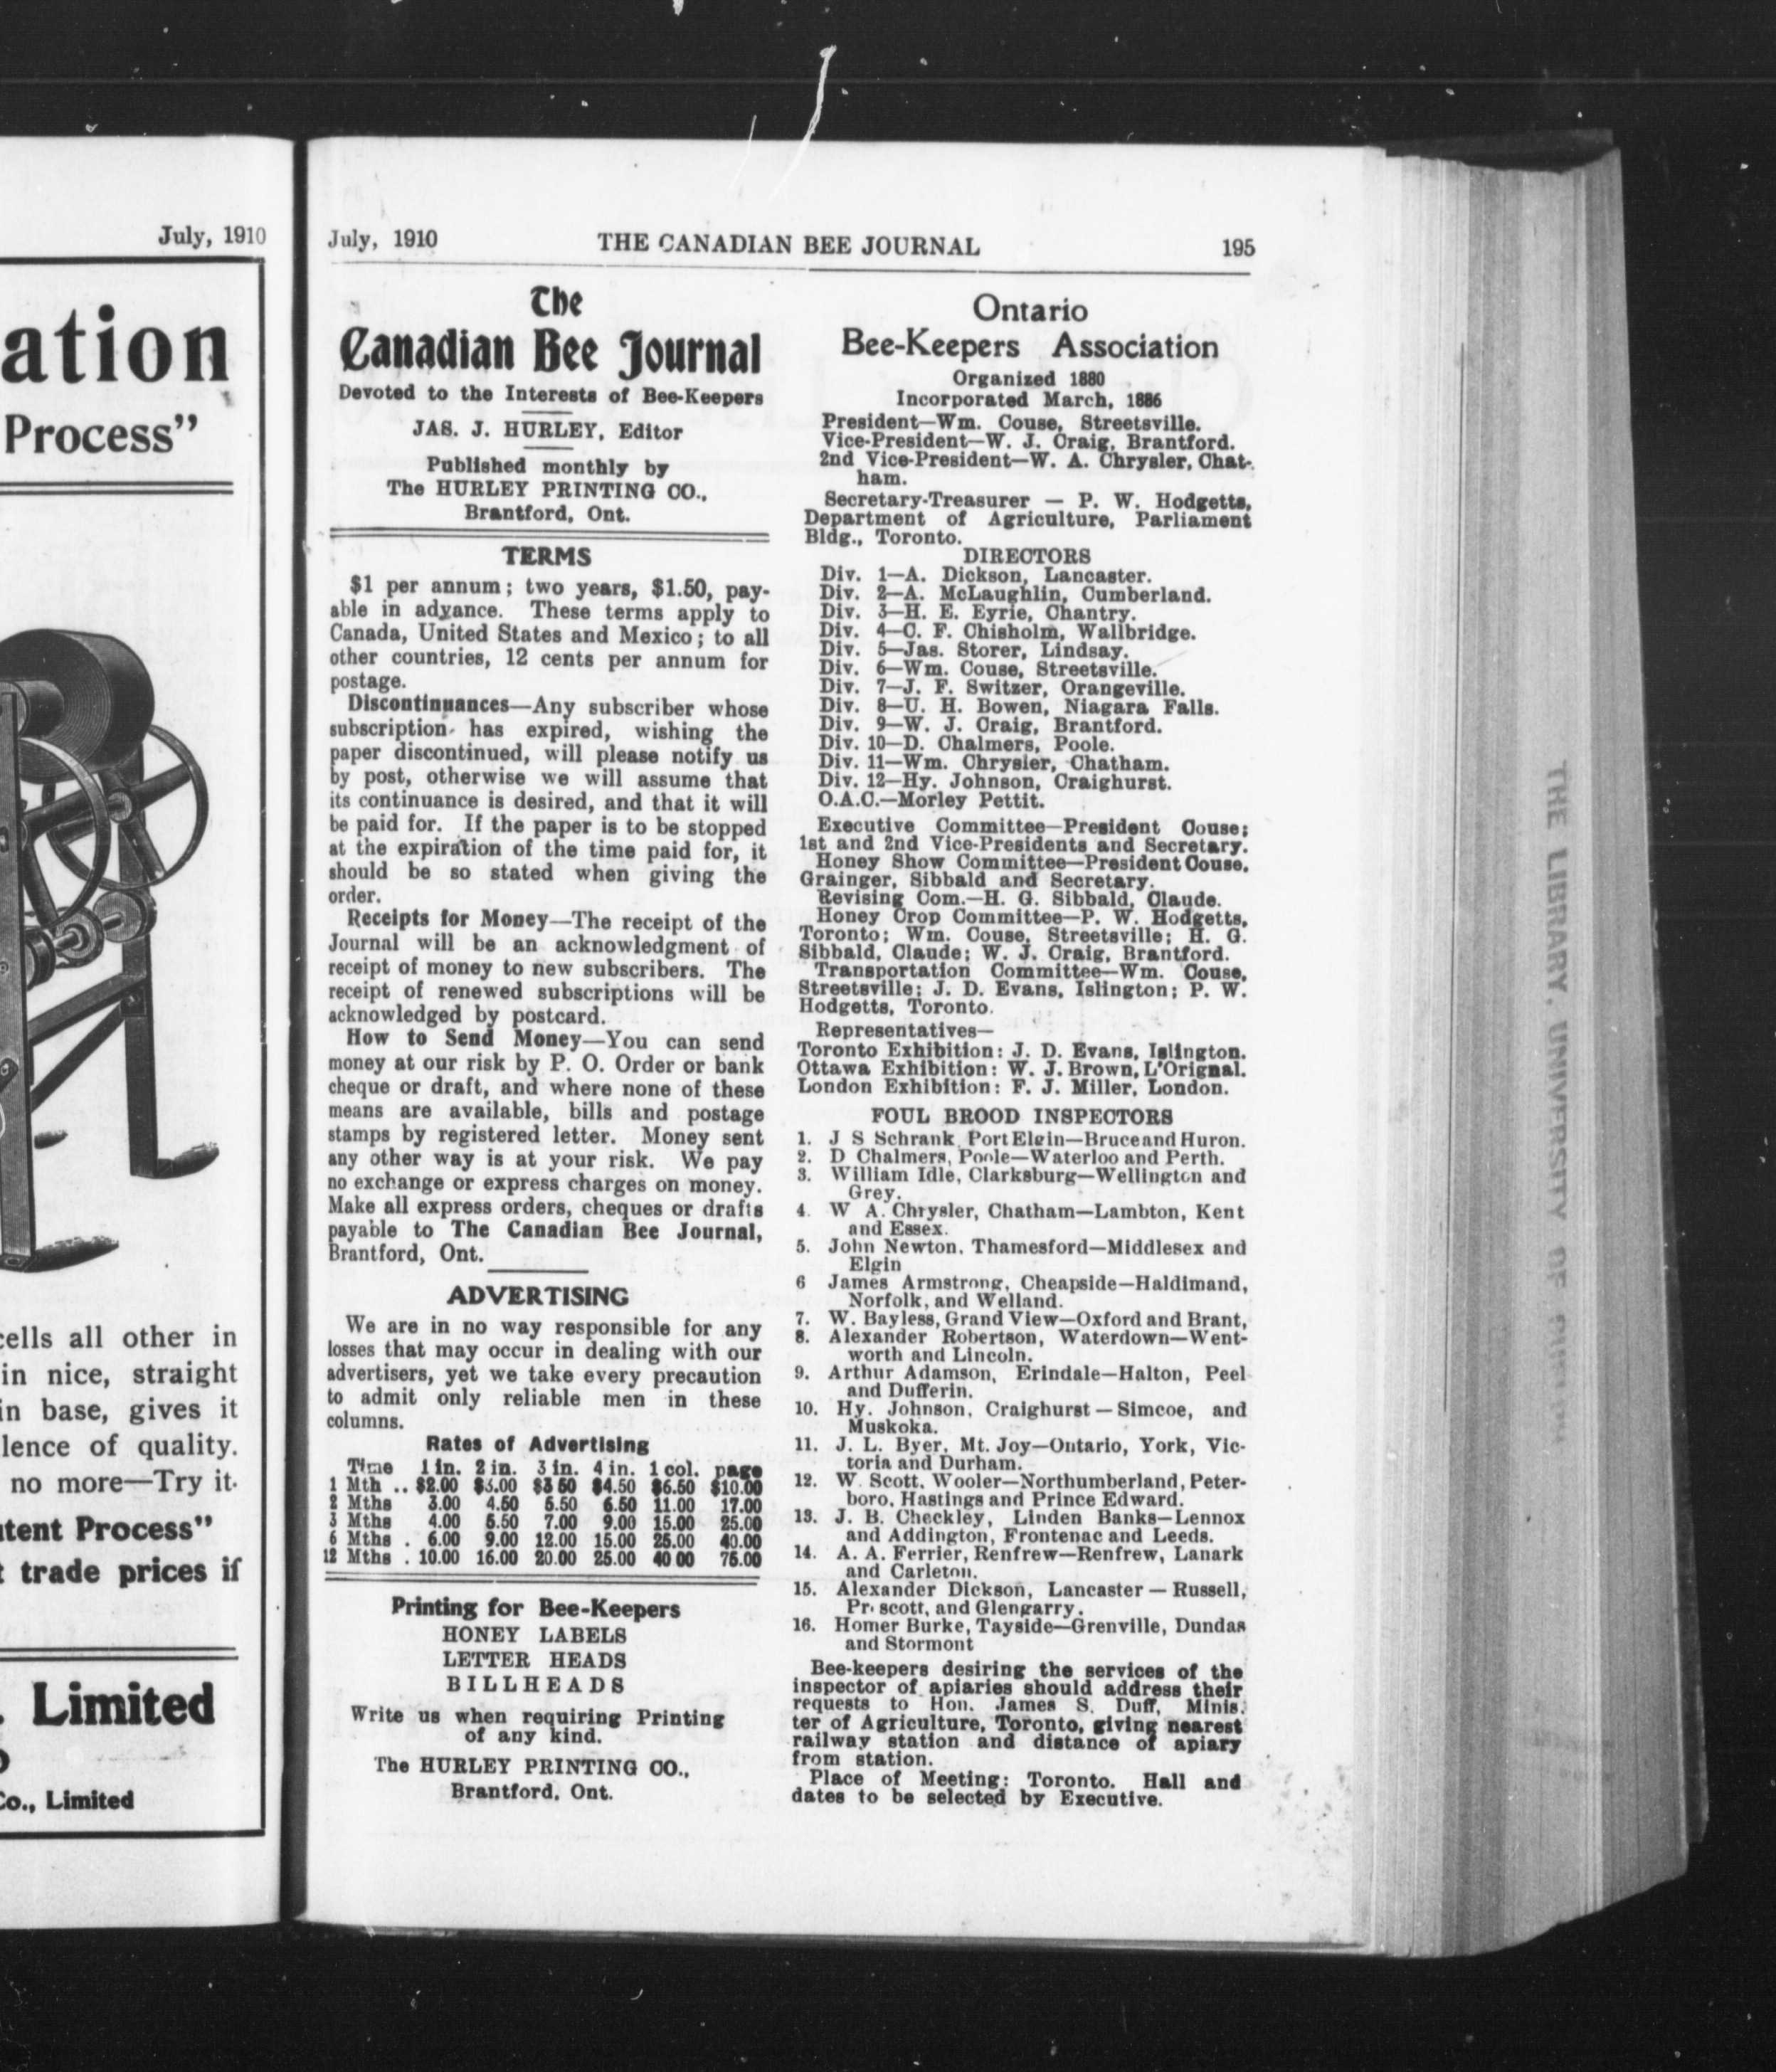 July, 1910
ation
Process”
cells all other in
in nice, straight
in base, gives it
lence of quality.
no more—Try it.
Process”
trade prices if
Limited
Co., Limited
July, 1910 THE CANADIAN BEE JOURNAL 195
The
Canadian Bee Journal
Devoted to the Interests of Bee-Keepers
JAS. J. HURLEY, Editor
Published monthly by
The HURLEY PRINTING CO.,
Brantford, Ont.
TERMS
$1 per annum; two years, $1.50, pay-
able in advance. These terms apply to
Canada, United States and Mexico; to all
other countries, 12 cents per annum for
postage.
Discontinuances—Any subscriber whose
subscription has expired, wishing the
paper discontinued, will please notify us
by post, otherwise we will assume that
its continuance is desired, and that it will
be paid for. If the paper is to be stopped
at the expiration of the time paid for, it
should be so stated when giving the
order.
Receipts for Money—The receipt of the
Journal will be an acknowledgment of
receipt of money to new subscribers. The
receipt of renewed subscriptions will be
acknowledged by postcard.
How to Send Money—You can send
money at our risk by P. O. Order or bank
cheque or draft, and where none of these
means are available, bills and postage
stamps by registered letter. Money sent
any other way is at your risk. We pay
no exchange or express charges on money.
Make all express orders, cheques or drafts
payable to The Canadian Bee Journal,
Brantford, Ont.
ADVERTISING
We are in no way responsible for any
losses that may occur in dealing with our
advertisers, yet we take every precaution
to admit only reliable men in these
columns.
Rates of Advertising
Time 1 in. 2 in. 3 in. 4 in. 1 col. page
1 Mth .. $2.00 $3.00 $3 50 $4.50 $6.50 $10.00
2 Mths 3.00 4.50 5.50 6.50 11.00 17.00
3 Mths 4.00 5.50 7.00 9.00 15.00 25.00
6 Mths . 6.00 9.00 12.00 15.00 25.00 40.00
12 Mths . 10.00 16.00 20.00 25.00 40 00 75.00
Printing for Bee-Keepers
HONEY LABELS
LETTER HEADS
BILLHEADS
Write us when requiring Printing
of any kind.
The HURLEY PRINTING CO.,
Brantford, Ont.
Ontario
Bee-Keepers Association
Organized 1880
Incorporated March, 1886
President—Wm. Couse, Streetsville.
Vice-President—W. J. Craig, Brantford.
2nd Vice-President—W. A. Chrysler, Chat-
ham.
Secretary-Treasurer — P. W. Hodgetts,
Department of Agriculture, Parliament
Bldg., Toronto.
DIRECTORS
Div. 1—A. Dickson, Lancaster.
Div. 2—A. McLaughlin, Cumberland.
Div. 3—H. E. Eyrie, Chantry.
Div. 4—C. F. Chisholm, Wallbridge.
Div. 5—Jas. Storer, Lindsay.
Div. 6—Wm. Couse, Streetsville.
Div. 7—J. F. Switzer, Orangeville.
Div. 8—U. H. Bowen, Niagara Falls.
Div. 9—W. J. Craig, Brantford.
Div. 10—D. Chalmers, Poole.
Div. 11—Wm. Chrysler, Chatham.
Div. 12—Hy. Johnson, Craighurst.
O.A.C.—Morley Pettit.
Executive Committee—President Couse;
1st and 2nd Vice-Presidents and Secretary.
Honey Show Committee—President Couse,
Grainger, Sibbald and Secretary.
Revising Com.—H. G. Sibbald, Claude.
Honey Crop Committee—P. W. Hodgetts,
Toronto; Wm. Couse, Streetsville; H. G.
Sibbald, Claude; W. J. Craig, Brantford.
Transportation Committee—Wm. Couse,
Streetsville; J. D. Evans, Islington; P. W.
Hodgetts, Toronto.
Representatives—
Toronto Exhibition: J. D. Evans, Islington.
Ottawa Exhibition: W. J. Brown, L'Orignal.
London Exhibition: F. J. Miller, London.
FOUL BROOD INSPECTORS
1. J S Schrank, Port Elgin—Bruce and Huron.
2. D Chalmers, Poole—Waterloo and Perth.
3. William Idle, Clarksburg—Wellington and
Grey.
4. W A. Chrysler, Chatham—Lambton, Kent
and Essex.
5. John Newton, Thamesford—Middlesex and
Elgin
6 James Armstrong, Cheapside—Haldimand,
Norfolk, and Welland.
7. W. Bayless, Grand View—Oxford and Brant,
8. Alexander Robertson, Waterdown—Went-
worth and Lincoln.
9. Arthur Adamson, Erindale—Halton, Peel
and Dufferin.
10. Hy. Johnson, Craighurst — Simcoe, and
Muskoka.
11. J. L. Byer, Mt. Joy—Ontario, York, Vic-
toria and Durham.
12. W. Scott, Wooler—Northumberland, Peter-
boro, Hastings and Prince Edward.
13. J. B. Checkley, Linden Banks—Lennox
and Addington, Frontenac and Leeds.
14. A. A. Ferrier, Renfrew—Renfrew, Lanark
and Carleton.
15. Alexander Dickson, Lancaster — Russell,
Prescott, and Glengarry.
16. Homer Burke, Tayside—Grenville, Dundas
and Stormont
Bee-keepers desiring the services of the
inspector of apiaries should address their
requests to Hon. James S. Duff, Minis.
ter of Agriculture, Toronto, giving nearest
railway station and distance of apiary
from station.
Place of Meeting: Toronto. Hall and
dates to be selected by Executive.
THE LIBRARY, UNIVERSITY OF